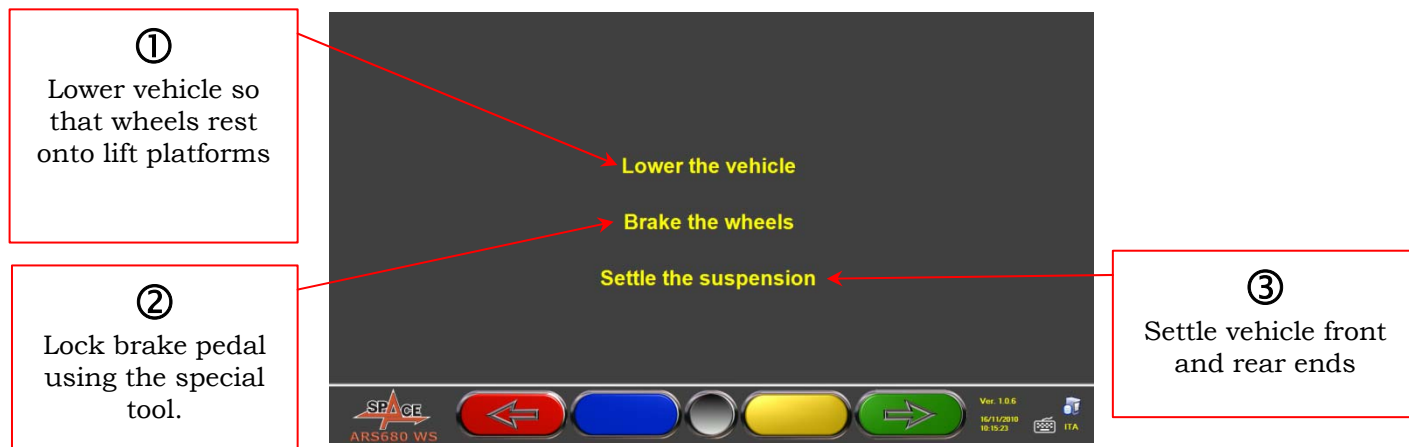 ①
Lower vehicle so
that wheels rest
onto lift platforms
②
Lock brake pedal
using the special
tool.
Lower the vehicle
Brake the wheels
Settle the suspension
③
Settle vehicle front
and rear ends
SPACE
ARS680 WS
Ver. 1.0.6
16/11/2010
10:15:23
ITA